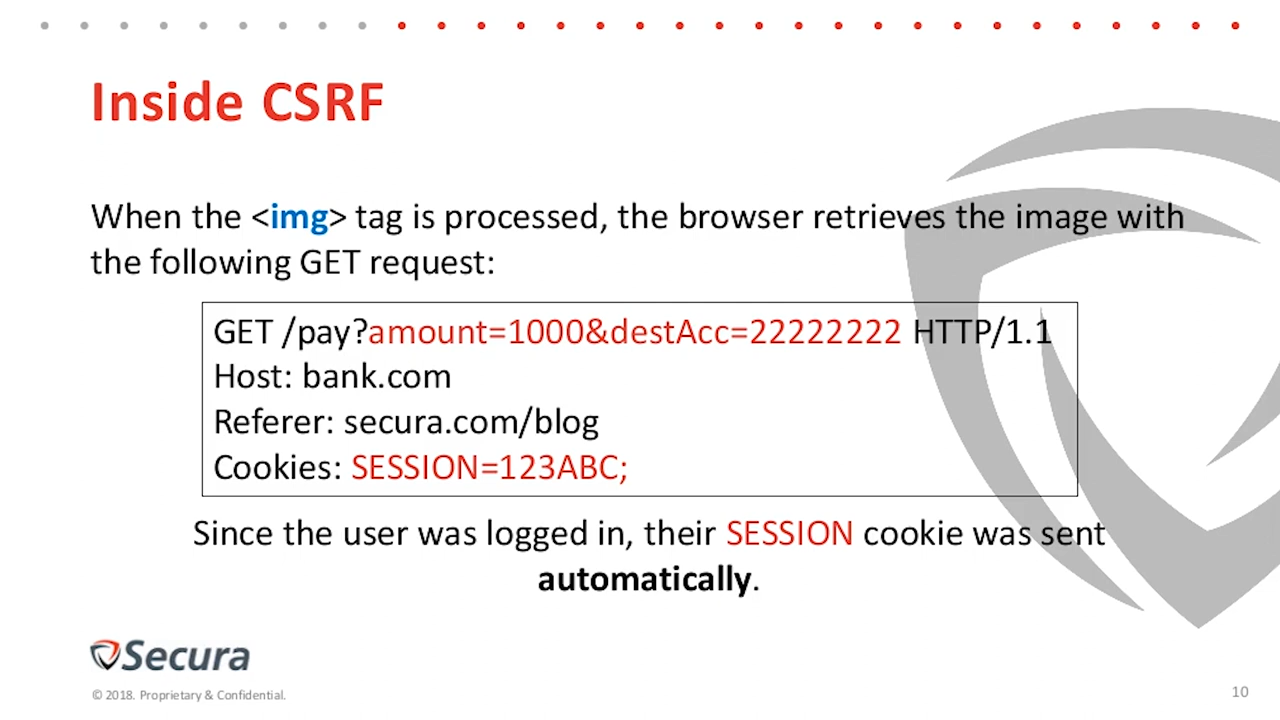 Inside CSRF
When the <img> tag is processed, the browser retrieves the image with
the following GET request:
GET /pay?amount=1000&destAcc=22222222 HTTP/1.1
Host: bank.com
Referer: secura.com/blog
Cookies: SESSION=123ABC;
Since the user was logged in, their SESSION cookie was sent
automatically.
Secura
© 2018. Proprietary & Confidential.
10